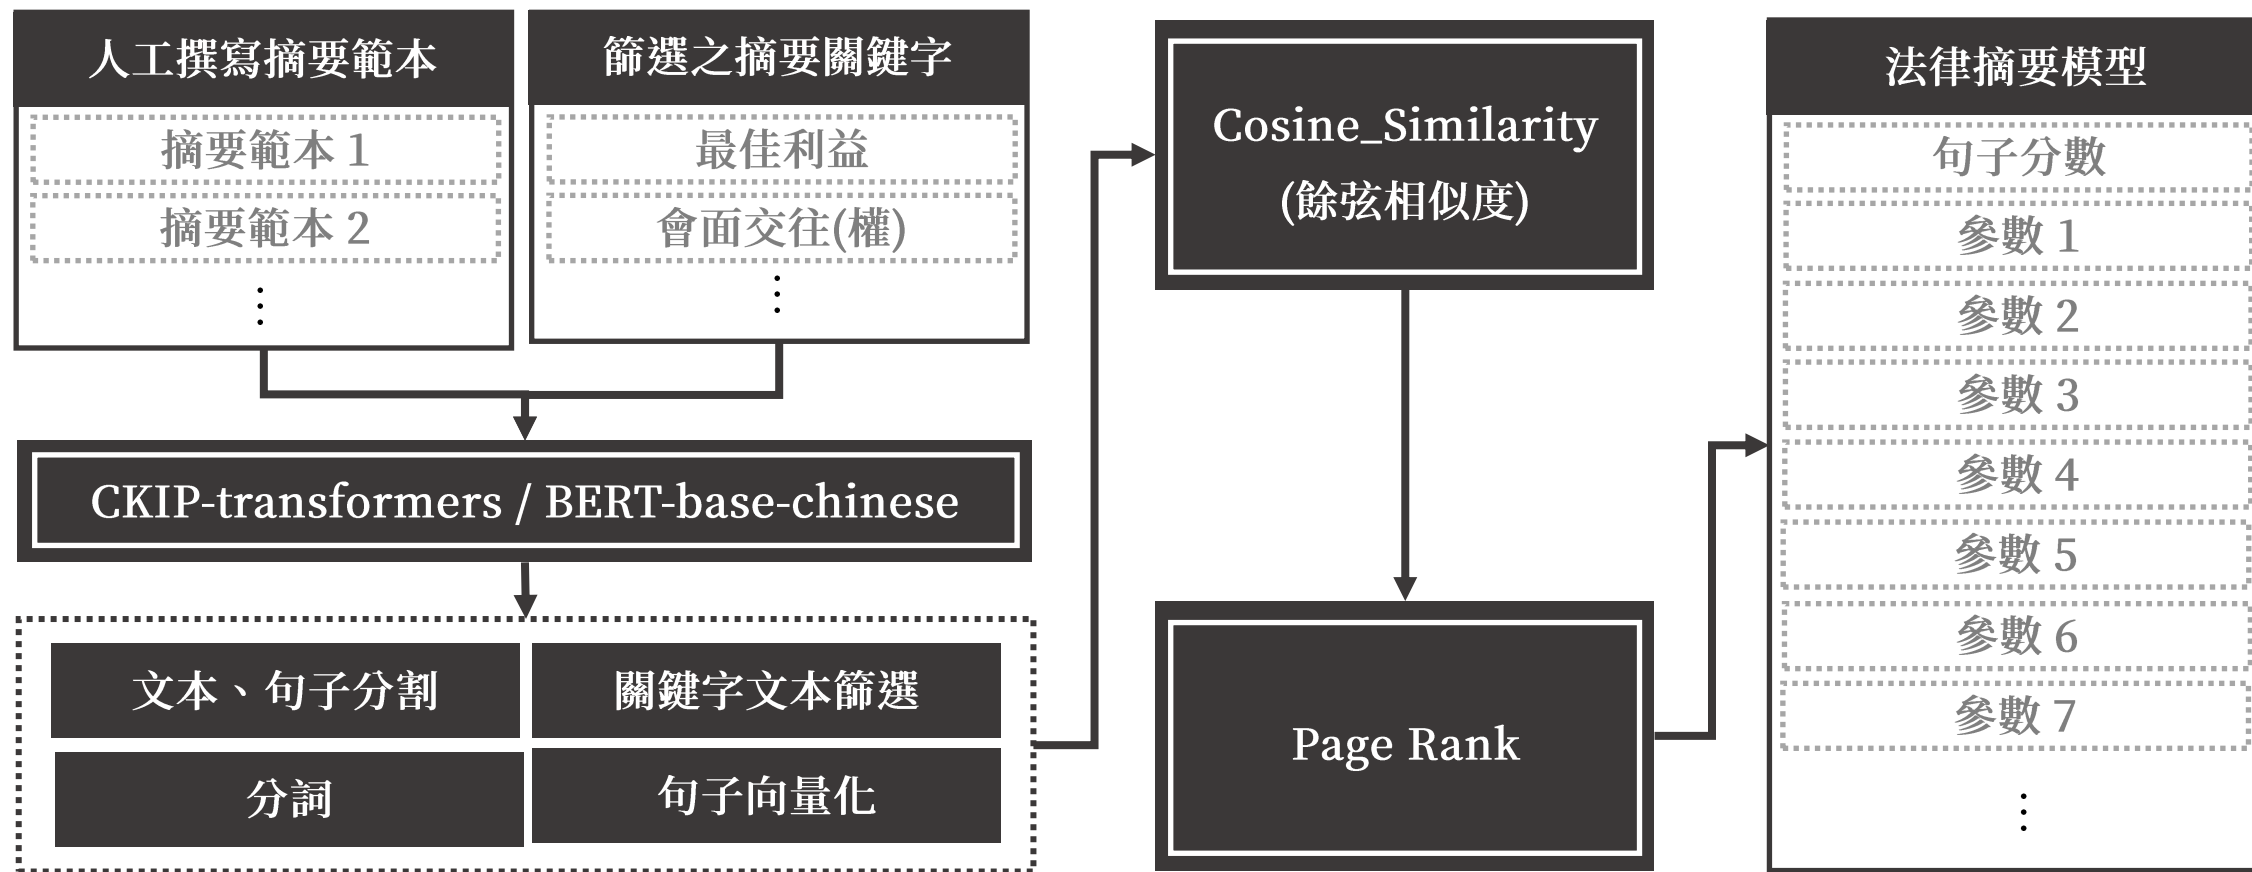 人工撰寫摘要範本
摘要範本 1
摘要範本 2
篩選之摘要關鍵字
最佳利益
會面交往(權)
CKIP-transformers / BERT-base-chinese
文本、句子分割
關鍵字文本篩選
分詞
句子向量化
Cosine_Similarity
(餘弦相似度)
Page Rank
法律摘要模型
句子分數
參數 1
參數 2
參數 3
參數 4
參數 5
參數 6
參數 7